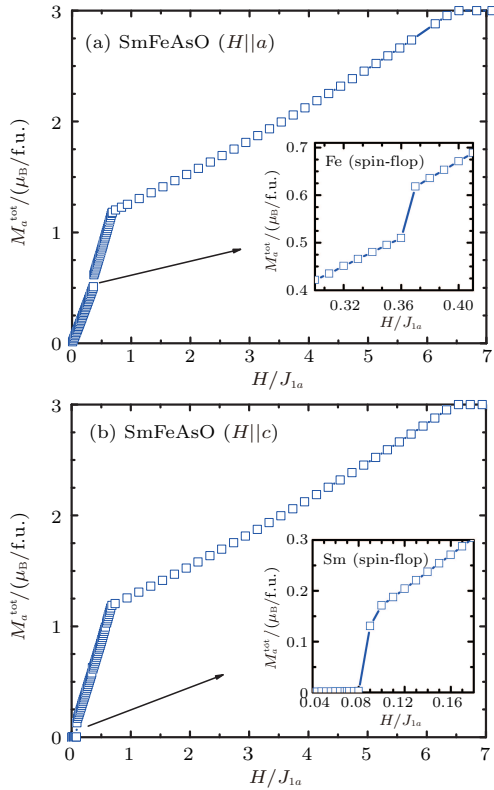 3
(a) SmFeAsO (H||a)
2
M_a^tot/(μ_B/f.u.)
1
0
0 1 2 3 4 5 6 7
H/J_1a
0.7
Fe (spin-flop)
0.6
M_a^tot/(μ_B/f.u.)
0.5
0.4
0.32 0.36 0.40
H/J_1a
3
(b) SmFeAsO (H||c)
2
M_a^tot/(μ_B/f.u.)
1
0
0 1 2 3 4 5 6 7
H/J_1a
0.3
Sm (spin-flop)
0.2
M_a^tot/(μ_B/f.u.)
0.1
0
0.04 0.08 0.12 0.16
H/J_1a